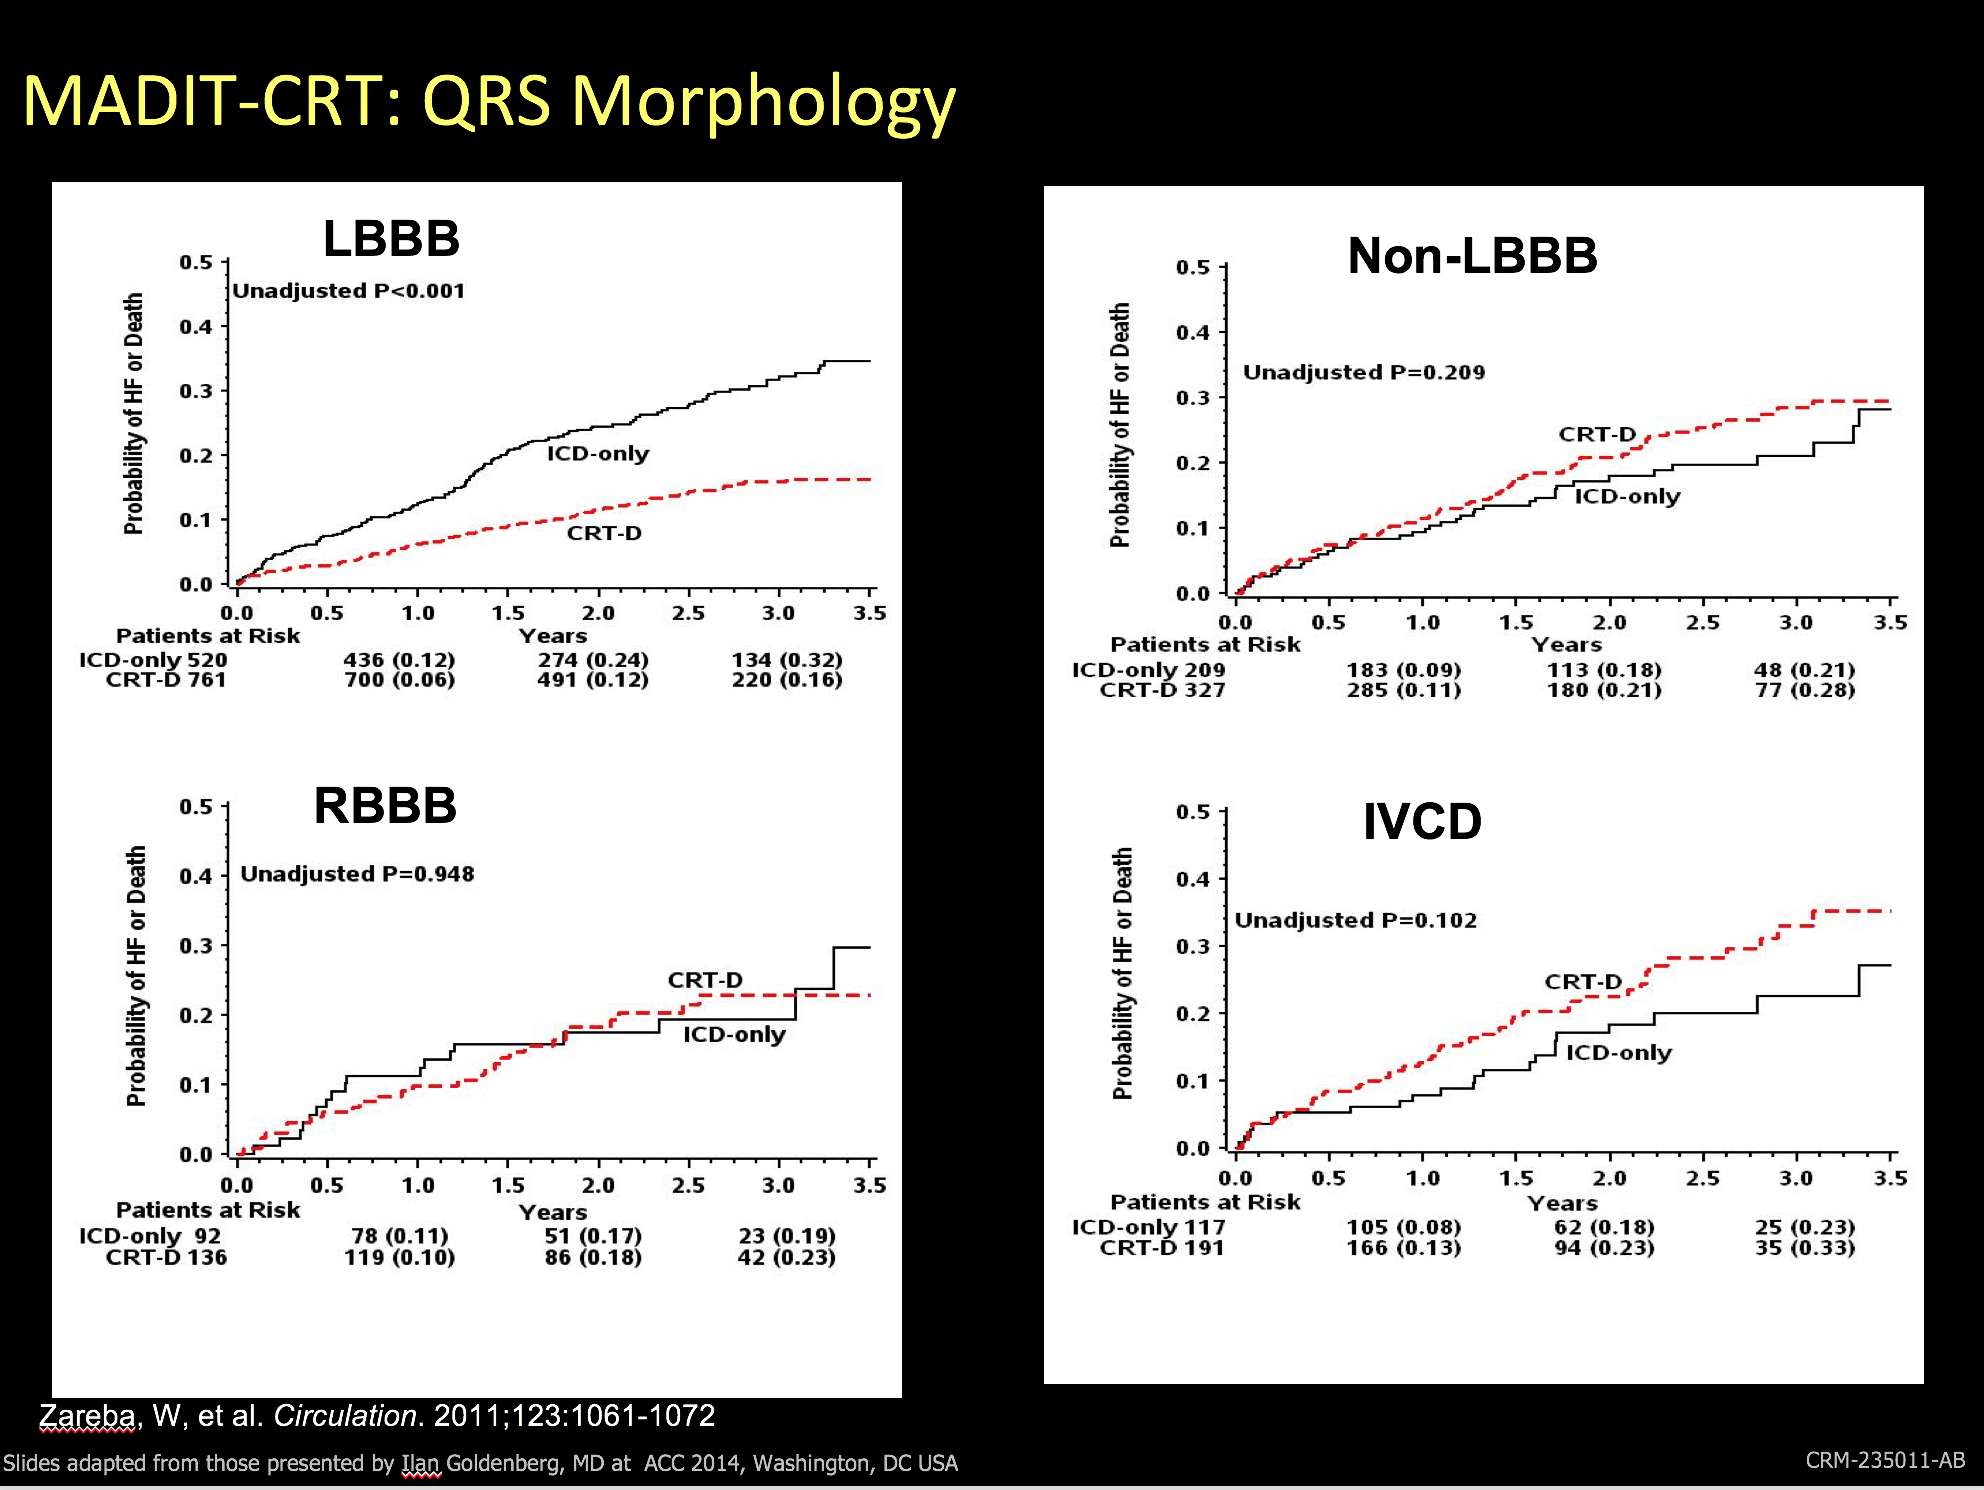 MADIT-CRT: QRS Morphology
LBBB
Unadjusted P<0.001
Probability of HF or Death
0.5
0.4
0.3
0.2
0.1
0.0
ICD-only
CRT-D
0.0 0.5 1.0 1.5 2.0 2.5 3.0 3.5
Patients at Risk Years
ICD-only 520 436 (0.12) 274 (0.24) 134 (0.32)
CRT-D 761 700 (0.06) 491 (0.12) 220 (0.16)
Non-LBBB
Unadjusted P=0.209
Probability of HF or Death
0.5
0.4
0.3
0.2
0.1
0.0
CRT-D
ICD-only
0.0 0.5 1.0 1.5 2.0 2.5 3.0 3.5
Patients at Risk Years
ICD-only 209 183 (0.09) 113 (0.18) 48 (0.21)
CRT-D 327 285 (0.11) 180 (0.21) 77 (0.28)
RBBB
Unadjusted P=0.948
Probability of HF or Death
0.5
0.4
0.3
0.2
0.1
0.0
CRT-D
ICD-only
0.0 0.5 1.0 1.5 2.0 2.5 3.0 3.5
Patients at Risk Years
ICD-only 92 78 (0.11) 51 (0.17) 23 (0.19)
CRT-D 136 119 (0.10) 86 (0.18) 42 (0.23)
IVCD
Unadjusted P=0.102
Probability of HF or Death
0.5
0.4
0.3
0.2
0.1
0.0
CRT-D
ICD-only
0.0 0.5 1.0 1.5 2.0 2.5 3.0 3.5
Patients at Risk Years
ICD-only 117 105 (0.08) 62 (0.18) 25 (0.23)
CRT-D 191 166 (0.13) 94 (0.23) 35 (0.33)
Zareba, W, et al. Circulation. 2011;123:1061-1072
Slides adapted from those presented by Ilan Goldenberg, MD at ACC 2014, Washington, DC USA
CRM-235011-AB